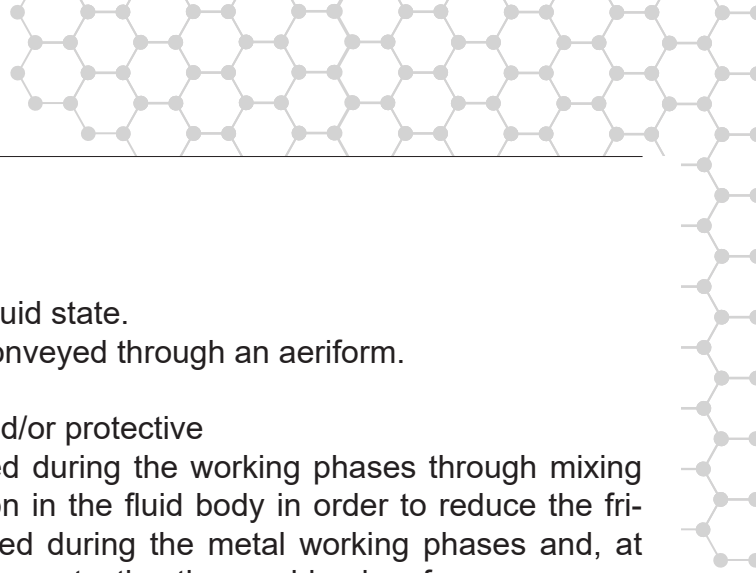 uid state.
onveyed through an aeriform.
d/or protective
ed during the working phases through mixing
on in the fluid body in order to reduce the fri-
ed during the metal working phases and, at